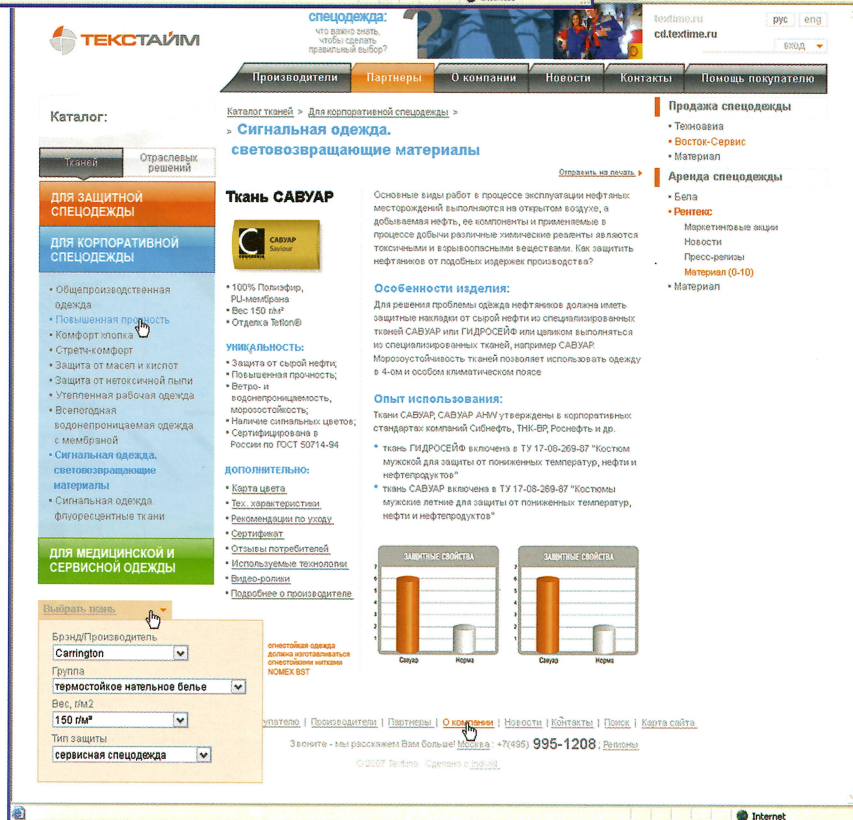 спецодежда:
что важно знать,
чтобы сделать
правильный выбор?
textime.ru
cd.textime.ru
рус eng
вход
ТЕКСТАЙМ
Производители Партнеры О компании Новости Контакты Помощь покупателю
Каталог:
Тканей
Отраслевых
решений
ДЛЯ ЗАЩИТНОЙ
СПЕЦОДЕЖДЫ
ДЛЯ КОРПОРАТИВНОЙ
СПЕЦОДЕЖДЫ
• Общепроизводственная
одежда
• Повышенная прочность
• Комфорт хлопка
• Стретч-комфорт
• Защита от масел и кислот
• Защита от нетоксичной пыли
• Утепленная рабочая одежда
• Всепогодная
водонепроницаемая одежда
с мембраной
• Сигнальная одежда.
световозвращающие
материалы
• Сигнальная одежда.
флуоресцентные ткани
ДЛЯ МЕДИЦИНСКОЙ И
СЕРВИСНОЙ ОДЕЖДЫ
Выбрать ткань
Брэнд/Производитель
Carrington
Группа
термостойкое нательное белье
Вес, г/м2
150 г/м²
Тип защиты
сервисная спецодежда
Каталог тканей > Для корпоративной спецодежды >
> Сигнальная одежда.
световозвращающие материалы
Отправить на печать
Ткань САВУАР
САВУАР
Saviour
• 100% Полиэфир,
PU-мембрана
• Вес 150 г/м²
• Отделка Teflon®
УНИКАЛЬНОСТЬ:
• Защита от сырой нефти;
• Повышенная прочность;
• Ветро- и
водонепроницаемость,
морозостойкость;
• Наличие сигнальных цветов;
• Сертифицирована в
России по ГОСТ 50714-94
ДОПОЛНИТЕЛЬНО:
• Карта цвета
• Тех. характеристики
• Рекомендации по уходу
• Сертификат
• Отзывы потребителей
• Используемые технологии
• Видео-ролики
• Подробнее о производителе
огнестойкая одежда
должна изготавливаться
огнестойкими нитками
NOMEX BST
Основные виды работ в процессе эксплуатации нефтяных
месторождений выполняются на открытом воздухе, а
добываемая нефть, ее компоненты и применяемые в
процессе добычи различные химические реагенты являются
токсичными и взрывоопасными веществами. Как защитить
нефтяников от подобных издержек производства?
Особенности изделия:
Для решения проблемы одежда нефтяников должна иметь
защитные накладки от сырой нефти из специализированных
тканей САВУАР или ГИДРОСЕЙФ или целиком выполняться
из специализированных тканей, например САВУАР.
Морозоустойчивость тканей позволяет использовать одежду
в 4-ом и особом климатическом поясе
Опыт использования:
Ткани САВУАР, САВУАР AHW утверждены в корпоративных
стандартах компаний Сибнефть, ТНК-BP, Роснефть и др.
• ткань ГИДРОСЕЙФ включена в ТУ 17-08-269-87 "Костюм
мужской для защиты от пониженных температур, нефти и
нефтепродуктов"
• ткань САВУАР включена в ТУ 17-08-269-87 "Костюмы
мужские летние для защиты от пониженных температур,
нефти и нефтепродуктов"
ЗАЩИТНЫЕ СВОЙСТВА
7
6
5
4
3
2
1
Савуар Норма
ЗАЩИТНЫЕ СВОЙСТВА
7
6
5
4
3
2
1
Савуар Норма
Продажа спецодежды
• Техноавиа
• Восток-Сервис
• Материал
Аренда спецодежды
• Бела
• Рентекс
Маркетинговые акции
Новости
Пресс-релизы
Материал (0-10)
• Материал
упателю | Производители | Партнеры | О компании | Новости | Контакты | Поиск | Карта сайта
Звоните - мы расскажем Вам больше! Москва: +7(495) 995-1208; Регионы
© 2007 Textime. Сделано в
Internet